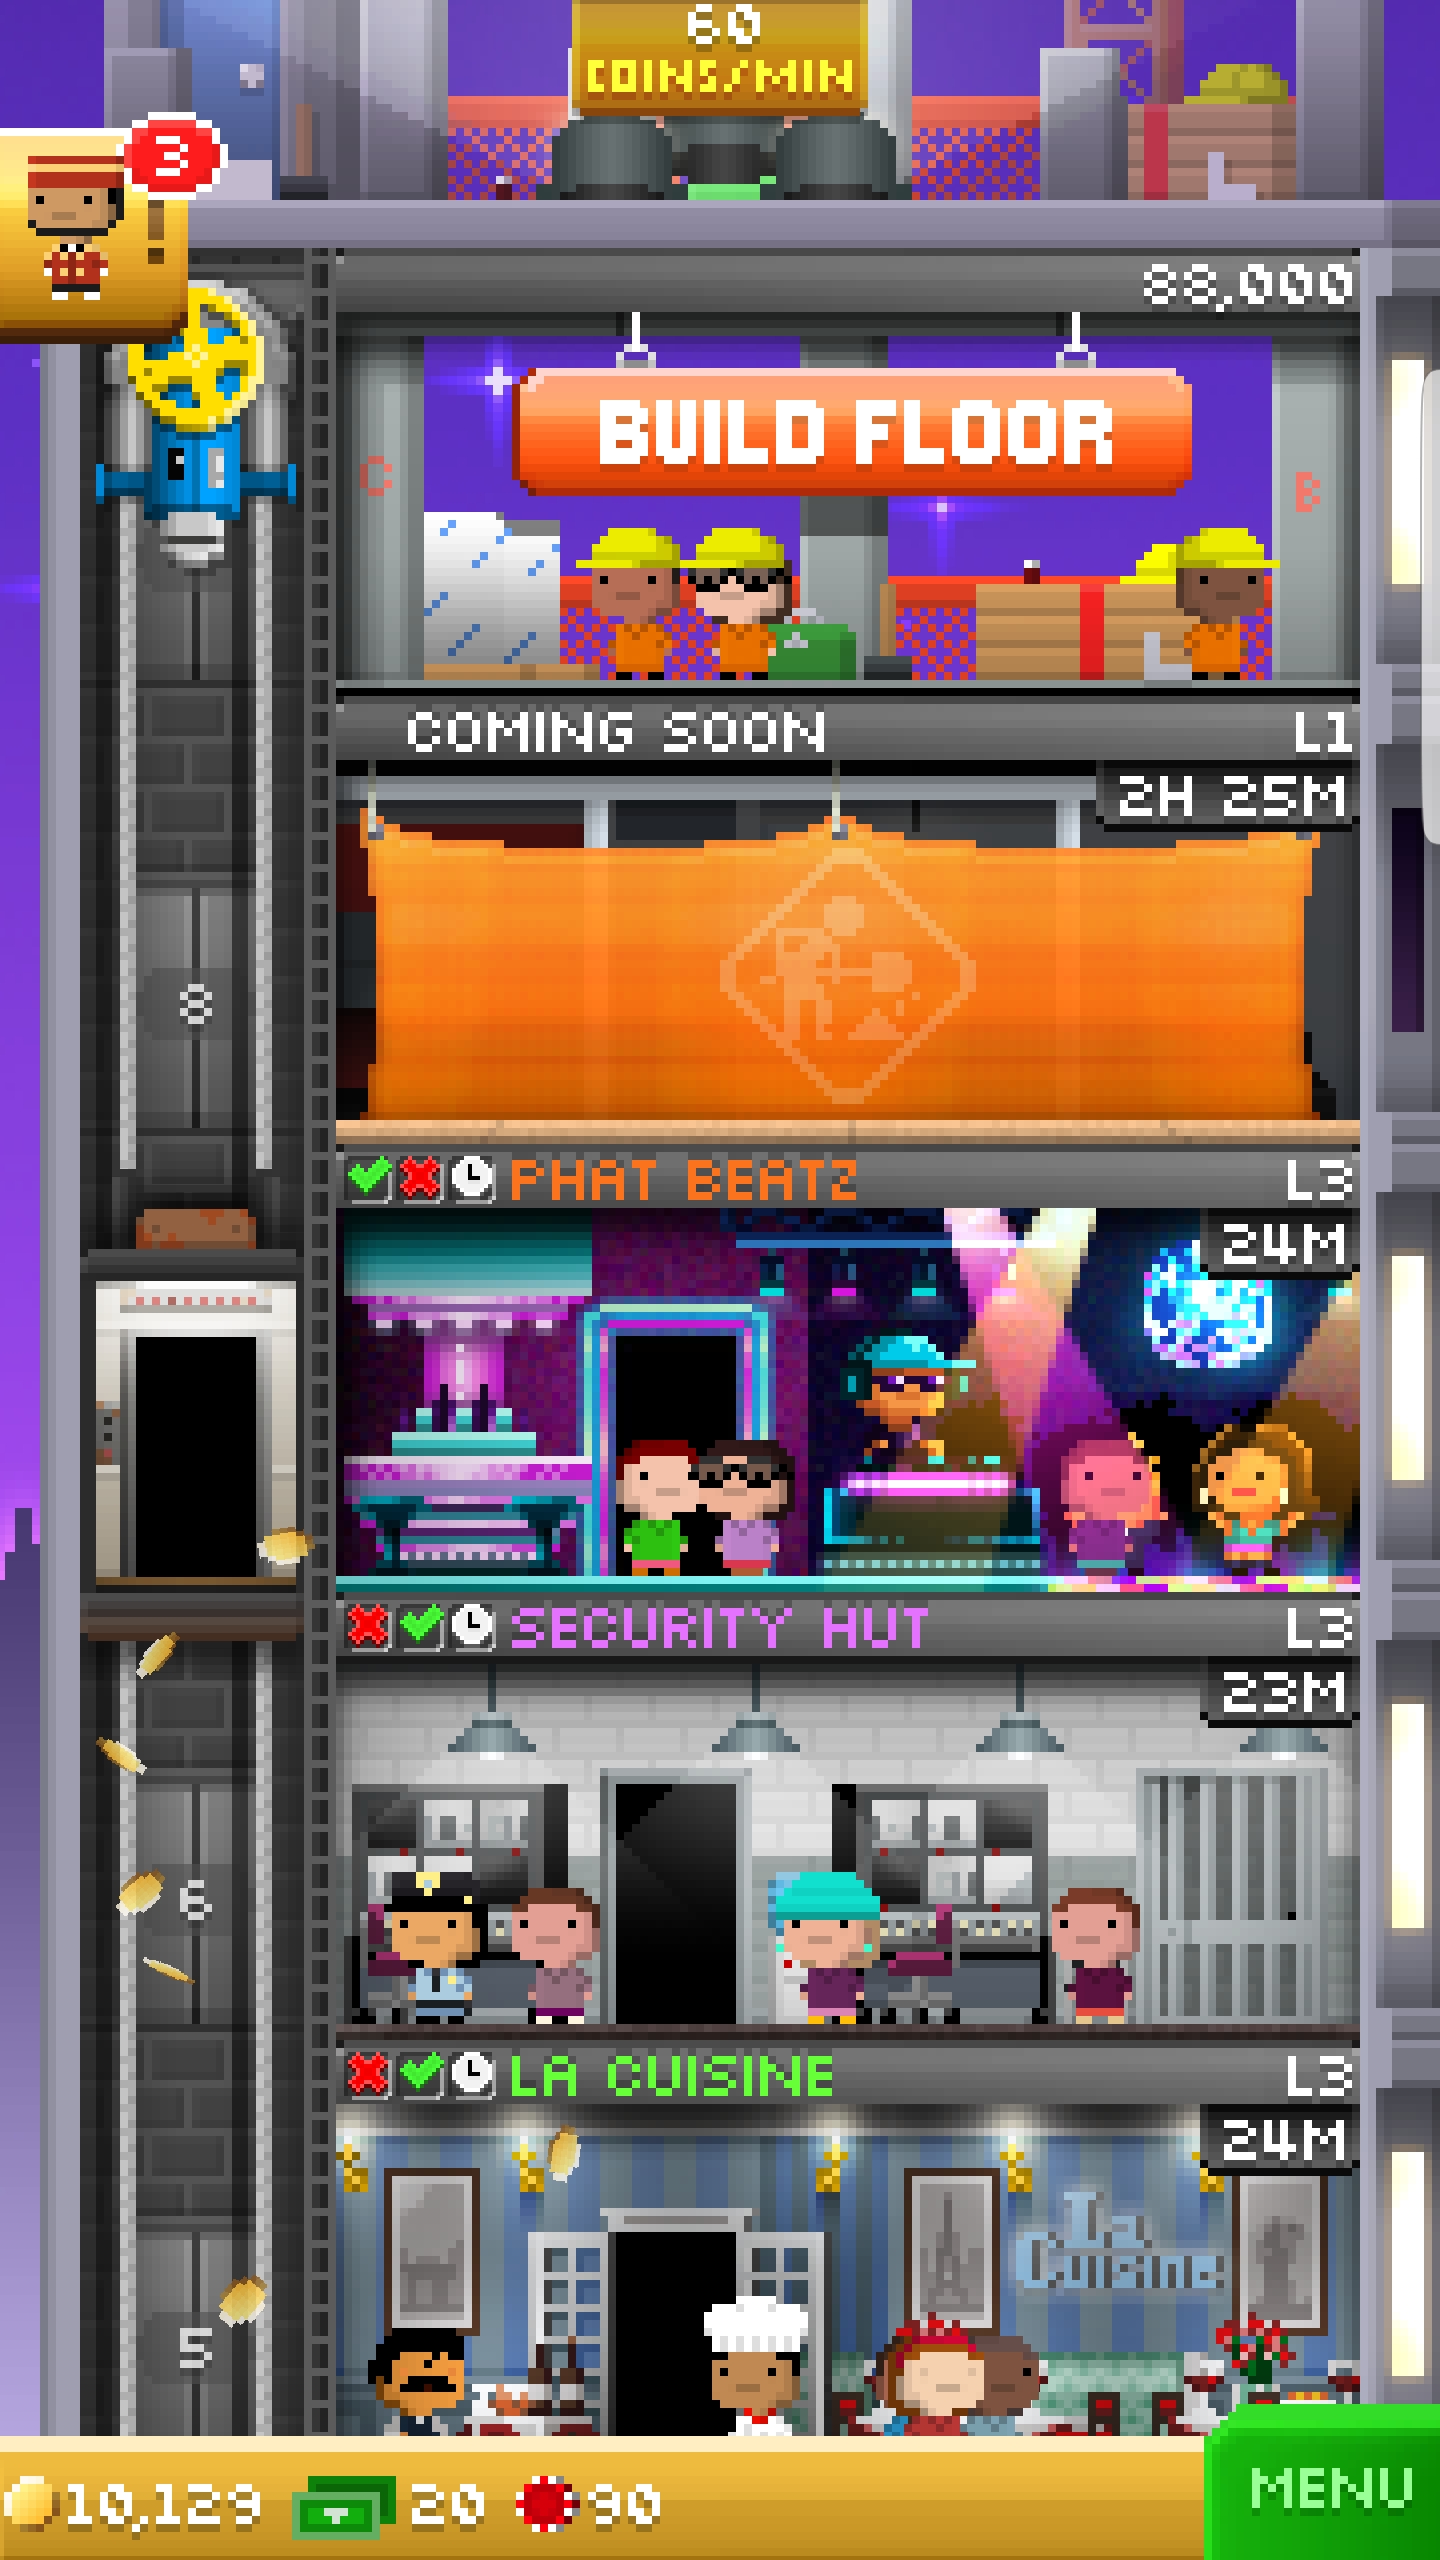 60
COINS/MIN
3
88,000
BUILD FLOOR
C
B
COMING SOON
L1
2H 25M
8
PHAT BEATZ
L3
24M
SECURITY HUT
L3
23M
6
LA CUISINE
L3
24M
La
Cuisine
5
10,129
20
90
MENU